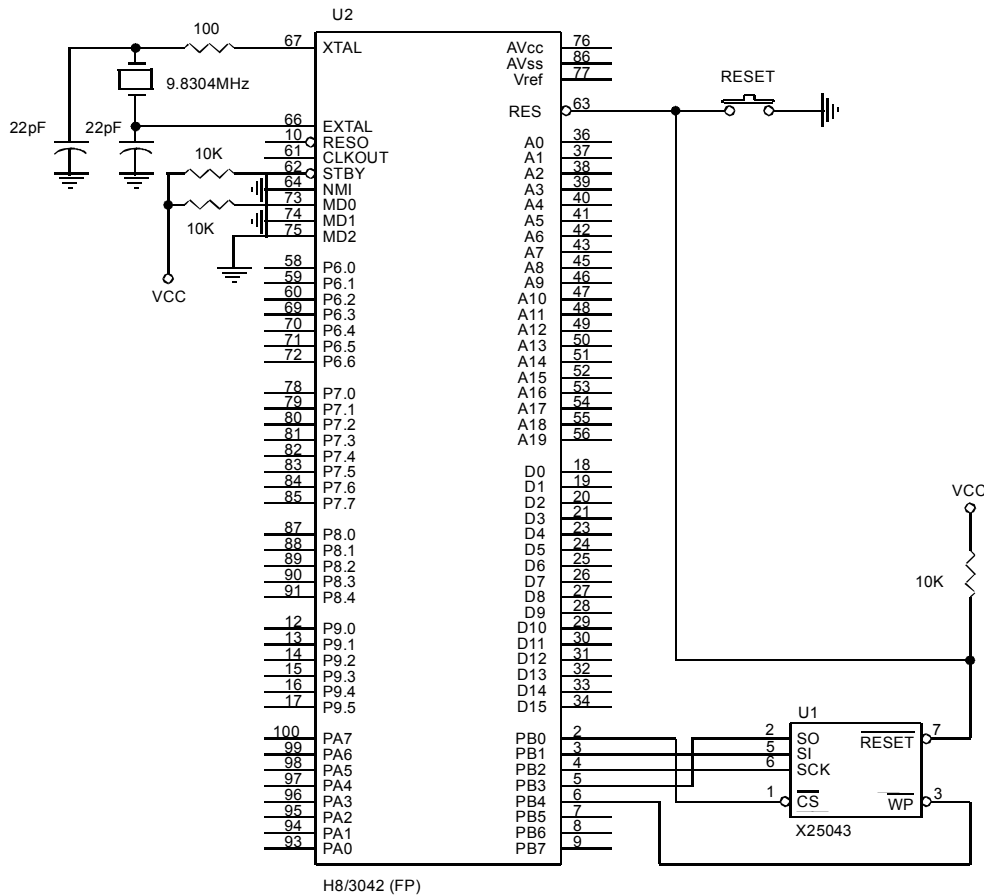 U2
100
67 XTAL
9.8304MHz
22pF 22pF
66 EXTAL
10 RESO
61 CLKOUT
10K 62 STBY
64 NMI
73 MD0
74 MD1
10K 75 MD2
VCC
58 P6.0
59 P6.1
60 P6.2
69 P6.3
70 P6.4
71 P6.5
72 P6.6
78 P7.0
79 P7.1
80 P7.2
81 P7.3
82 P7.4
83 P7.5
84 P7.6
85 P7.7
87 P8.0
88 P8.1
89 P8.2
90 P8.3
91 P8.4
12 P9.0
13 P9.1
14 P9.2
15 P9.3
16 P9.4
17 P9.5
100 PA7
99 PA6
98 PA5
97 PA4
96 PA3
95 PA2
94 PA1
93 PA0
AVcc 76
AVss 86
Vref 77
RES 63
RESET
A0 36
A1 37
A2 38
A3 39
A4 40
A5 41
A6 42
A7 43
A8 45
A9 46
A10 47
A11 48
A12 49
A13 50
A14 51
A15 52
A16 53
A17 54
A18 55
A19 56
D0 18
D1 19
D2 20
D3 21
D4 23
D5 24
D6 25
D7 26
D8 27
D9 28
D10 29
D11 30
D12 31
D13 32
D14 33
D15 34
PB0 2
PB1 3
PB2 4
PB3 5
PB4 6
PB5 7
PB6 8
PB7 9
H8/3042 (FP)
VCC
10K
U1
2 SO RESET 7
5 SI
6 SCK
1 CS WP 3
X25043